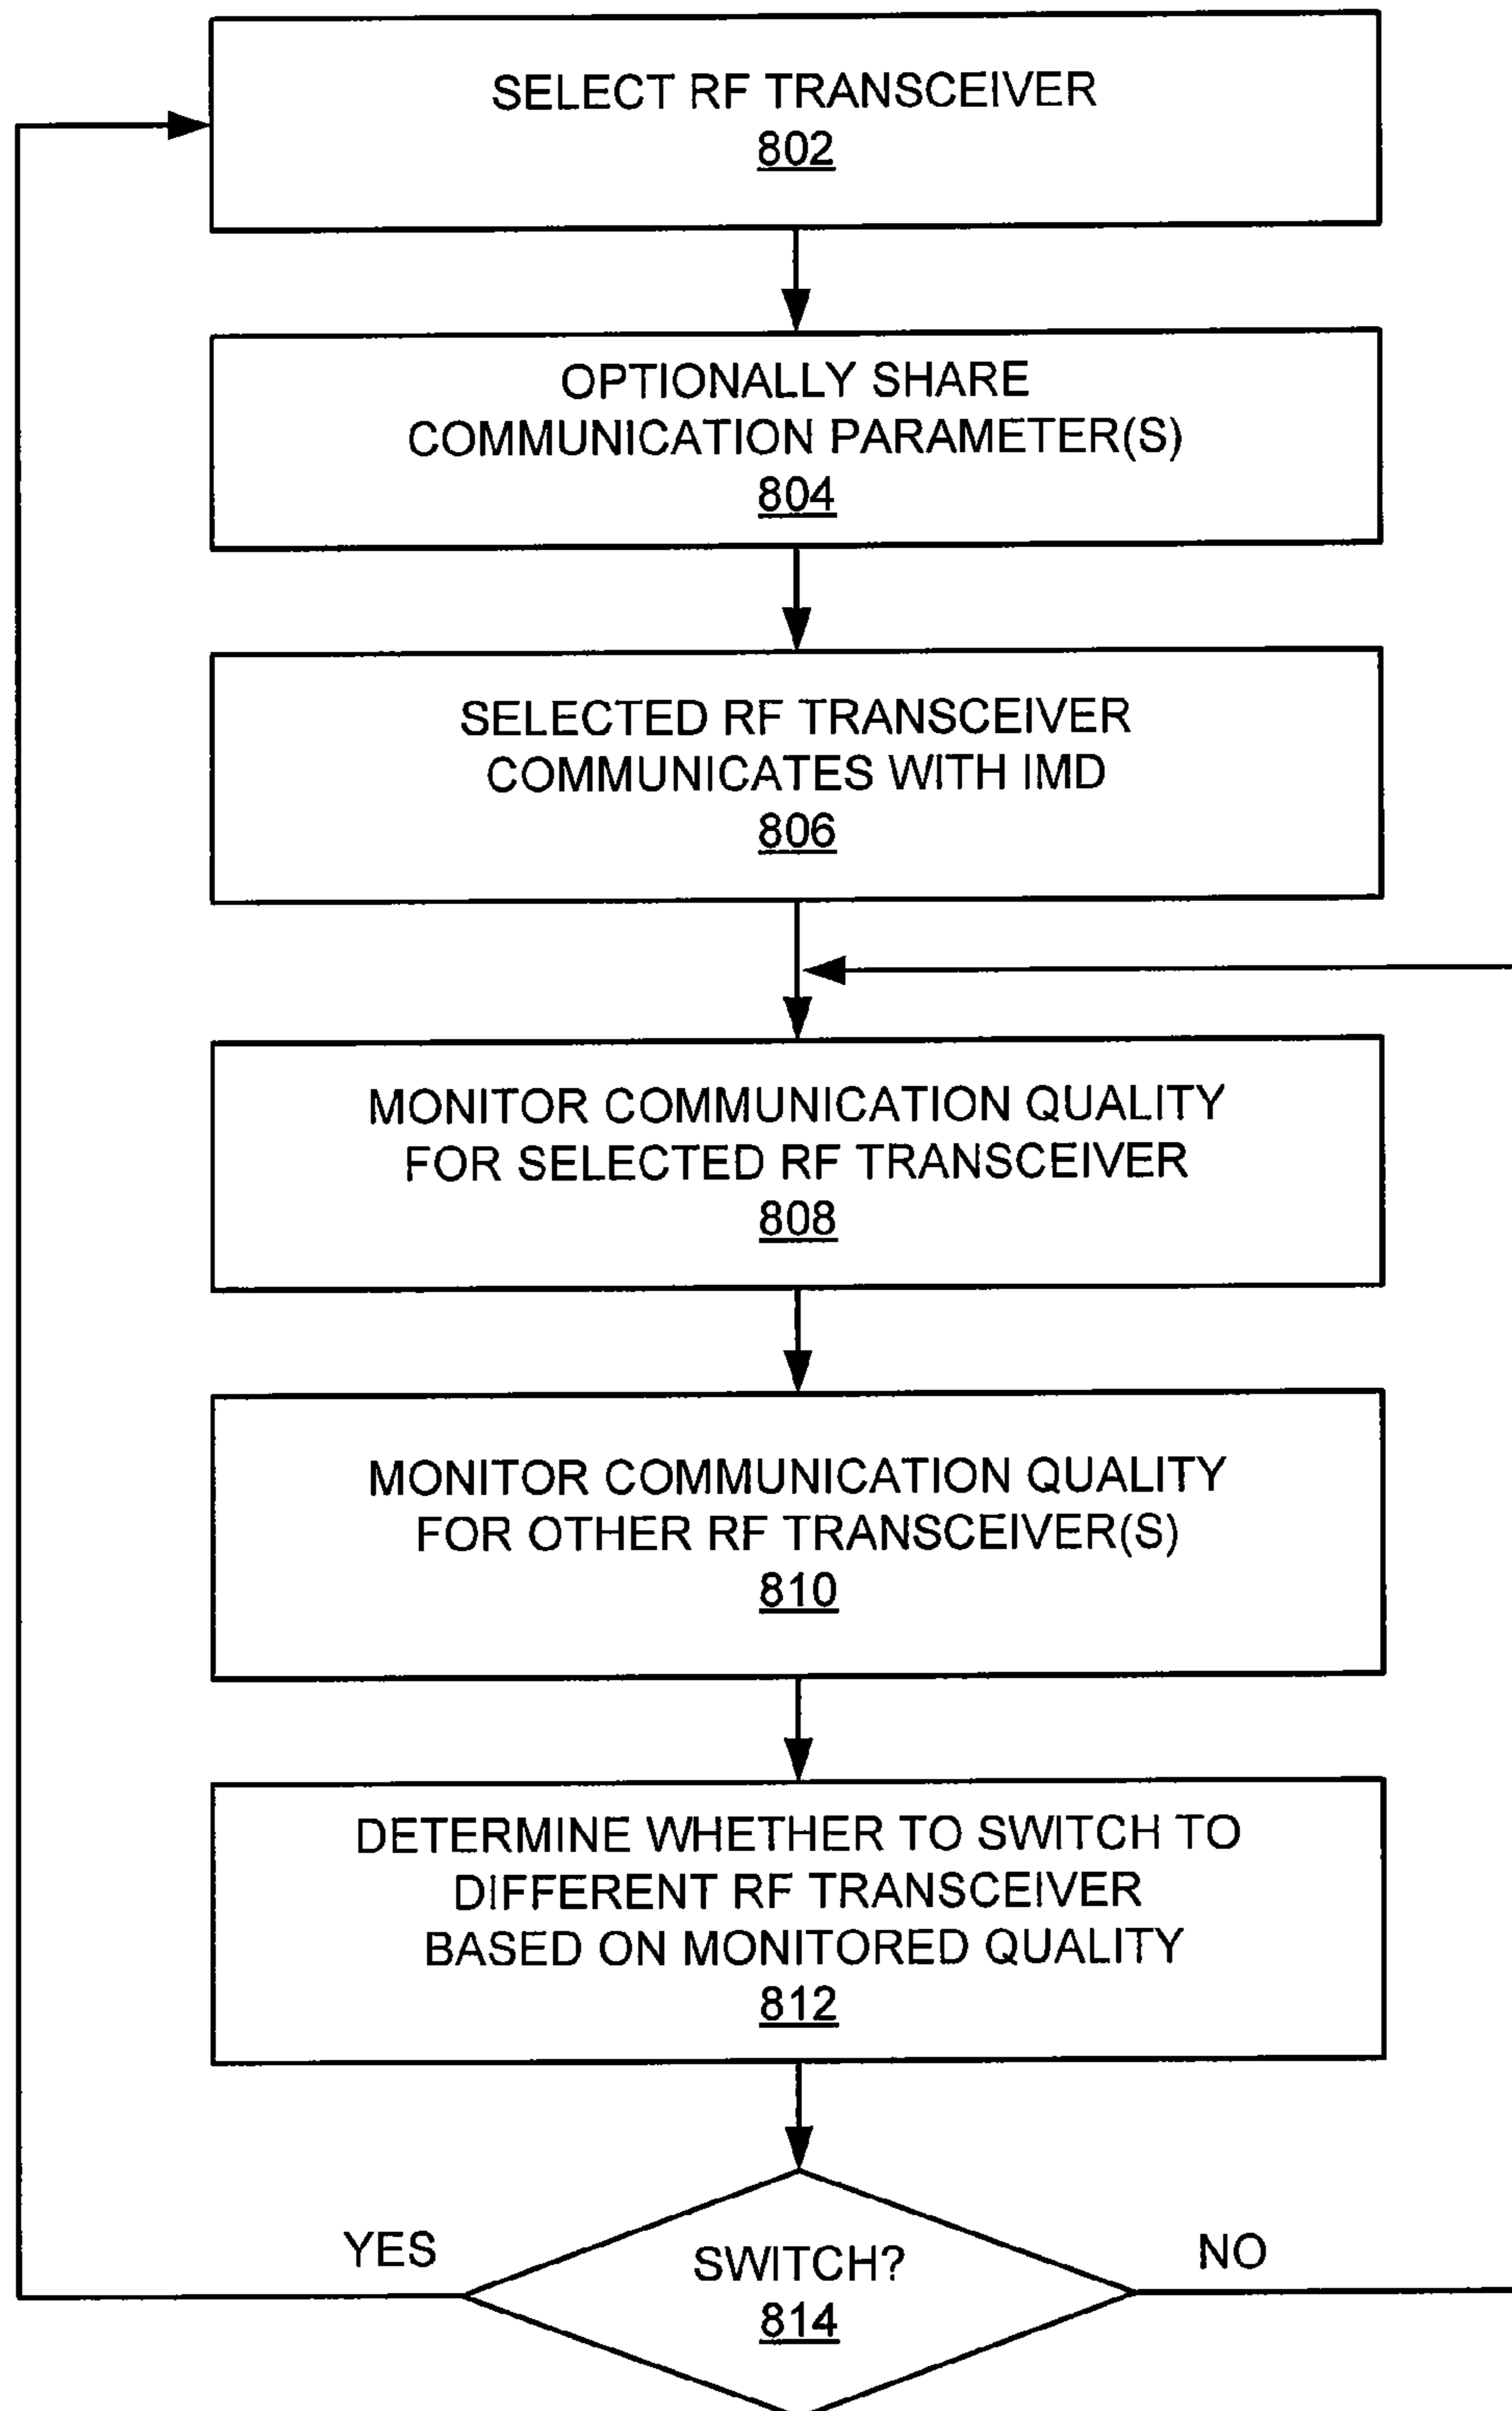 SELECT RF TRANSCEIVER
802
OPTIONALLY SHARE
COMMUNICATION PARAMETER(S)
804
SELECTED RF TRANSCEIVER
COMMUNICATES WITH IMD
806
MONITOR COMMUNICATION QUALITY
FOR SELECTED RF TRANSCEIVER
808
MONITOR COMMUNICATION QUALITY
FOR OTHER RF TRANSCEIVER(S)
810
DETERMINE WHETHER TO SWITCH TO
DIFFERENT RF TRANSCEIVER
BASED ON MONITORED QUALITY
812
YES
SWITCH?
NO
814